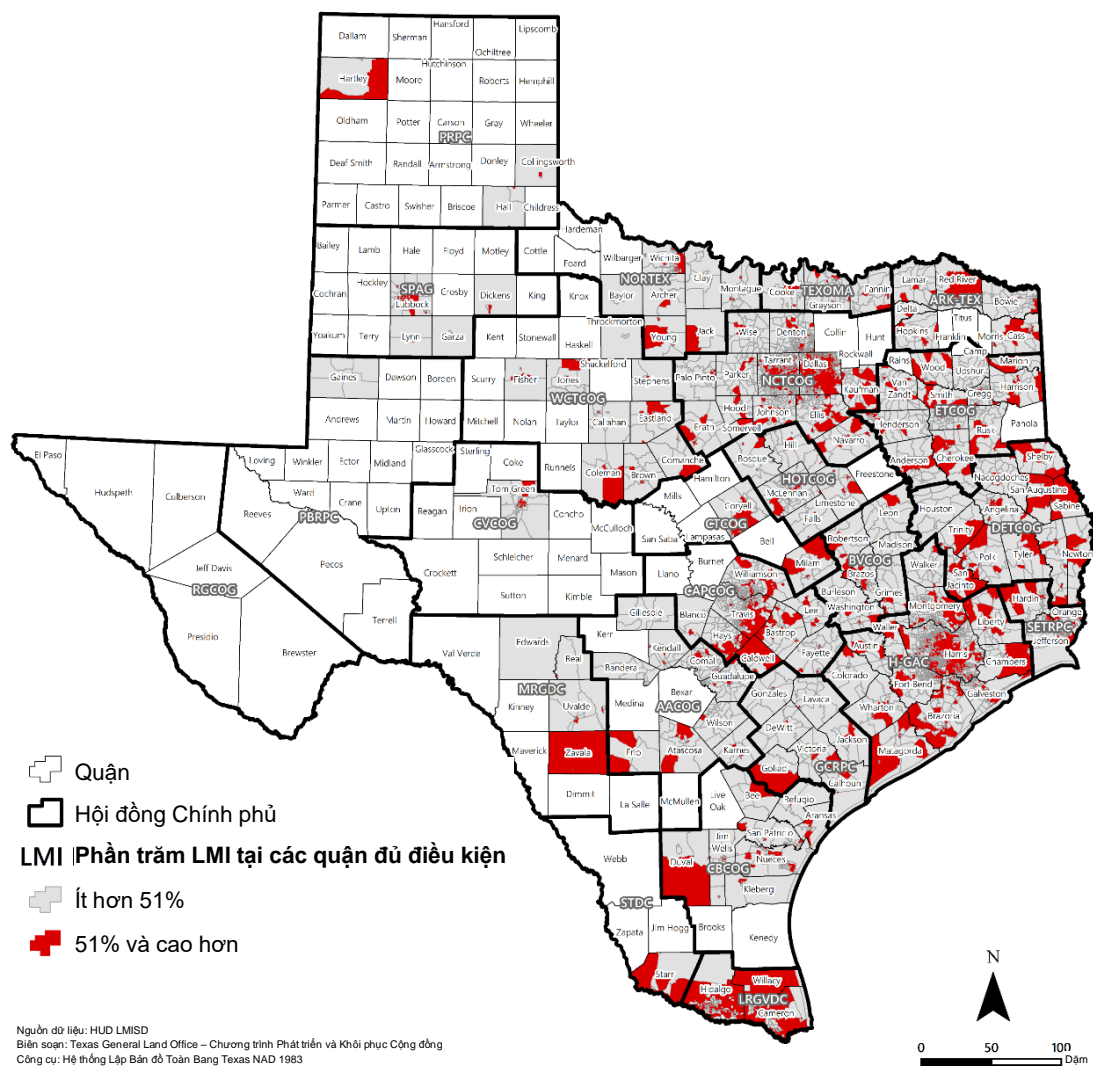 Dallam Sherman Hansford Ochiltree Lipscomb
Hartley Moore Hutchinson Roberts Hemphill
Oldham Potter Carson Gray Wheeler
PRPC
Deaf Smith Randall Armstrong Donley Collingsworth
Parmer Castro Swisher Briscoe Hall Childress
Bailey Lamb Hale Floyd Motley Cottle Foard Hardeman Wilbarger Wichita Clay
NORTEX
Cochran Hockley SPAG Lubbock Crosby Dickens King Knox Baylor Archer Montague Cooke TEXOMA Grayson Fannin Lamar Red River ARK-TEX Bowie
Yoakum Terry Lynn Garza Kent Stonewall Haskell Throckmorton Young Jack Wise Denton Collin Hunt Delta Hopkins Franklin Titus Morris Cass
Gaines Dawson Borden Scurry Fisher Jones Shackelford Stephens Palo Pinto Parker Tarrant Dallas Rockwall Kaufman Rains Wood Camp Upshur Marion
WCTCOG NCTCOG ETCOG
Andrews Martin Howard Mitchell Nolan Taylor Callahan Eastland Erath Hood Somervell Johnson Ellis Van Zandt Smith Gregg Harrison
El Paso Hudspeth Culberson Loving Winkler Ector Midland Glasscock Sterling Coke Runnels Coleman Brown Comanche Hamilton Bosque Hill Navarro Henderson Anderson Cherokee Rusk Panola Shelby
Reeves Ward Crane Upton Reagan Irion Tom Green Concho McCulloch San Saba Mills Lampasas Coryell McLennan HOTCOG Limestone Freestone Falls Nacogdoches San Augustine Sabine
PBRPC CVCOG CTCOG Bell Leon Houston Angelina DETCOG Trinity Polk Tyler Newton
Jeff Davis RGCOG Pecos Crockett Schleicher Menard Mason Llano Burnet Williamson Milam Robertson BVCOG Brazos Madison Walker San Jacinto Hardin
Presidio Brewster Terrell Sutton Kimble Gillespie Blanco CAPCOG Travis Hays Bastrop Lee Burleson Washington Grimes Montgomery Liberty Orange SETRPG Jefferson
Val Verde Edwards Real Kerr Bandera Kendall Comal Caldwell Fayette Austin Waller H-GAC Harris Chambers
Kinney MRGDC Uvalde Medina Bexar AACOG Guadalupe Gonzales Lavaca Colorado Fort Bend Galveston
Maverick Zavala Frio Atascosa Wilson Karnes DeWitt Victoria Jackson Wharton Brazoria Matagorda
Dimmit La Salle McMullen Live Oak Bee Goliad GCRPC Calhoun Refugio Aransas
Webb Duval Jim Wells San Patricio Nueces CBCOG Kleberg
STDC Zapata Jim Hogg Brooks Kenedy
Starr Hidalgo Willacy LRGVDC Cameron
Quận
Hội đồng Chính phủ
LMI Phần trăm LMI tại các quận đủ điều kiện
Ít hơn 51%
51% và cao hơn
N
0 50 100
Dặm
Nguồn dữ liệu: HUD LMISD
Biên soạn: Texas General Land Office – Chương trình Phát triển và Khôi phục Cộng đồng
Công cụ: Hệ thống Lập Bản đồ Toàn Bang Texas NAD 1983